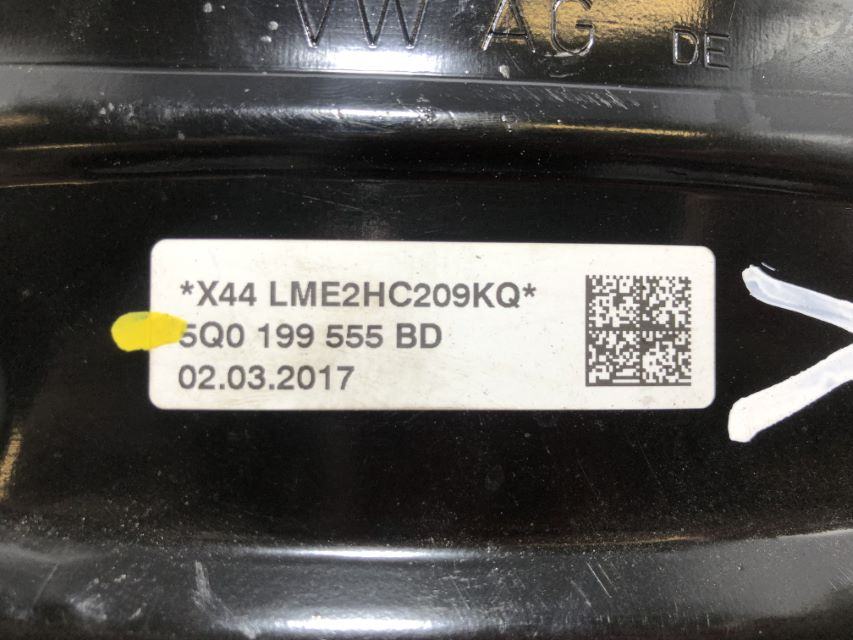 VW AG DE
*X44 LME2HC209KQ*
5Q0 199 555 BD
02.03.2017